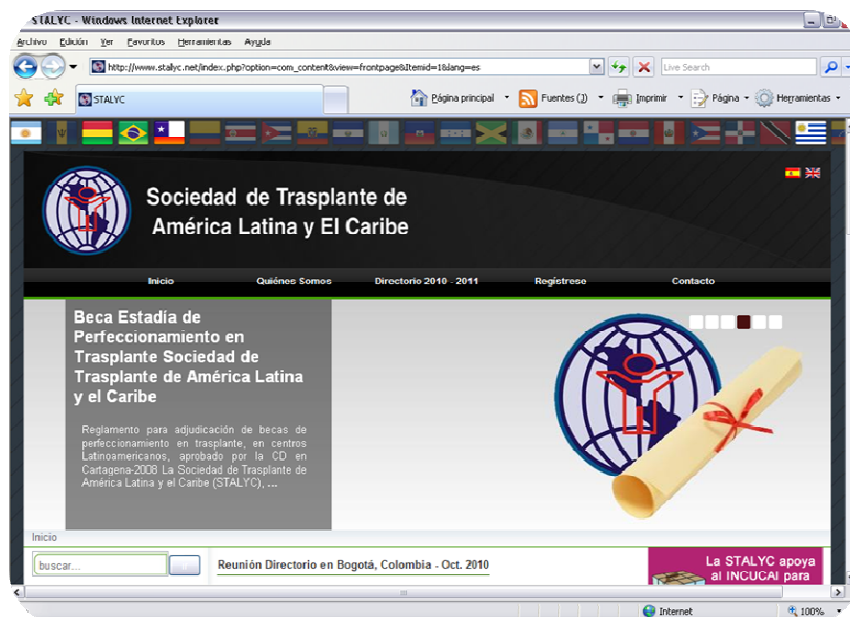 STALYC - Windows Internet Explorer
Archivo Edición Ver Favoritos Herramientas Ayuda
http://www.stalyc.net/index.php?option=com_content&view=frontpage&Itemid=1&lang=es
Live Search
STALYC
Página principal
Fuentes (J)
Imprimir
Página
Herramientas
Sociedad de Trasplante de
América Latina y El Caribe
Inicio
Quiénes Somos
Directorio 2010 - 2011
Regístrese
Contacto
Beca Estadía de
Perfeccionamiento en
Trasplante Sociedad de
Trasplante de América Latina
y el Caribe
Reglamento para adjudicación de becas de
perfeccionamiento en trasplante, en centros
Latinoamericanos, aprobado por la CD en
Cartagena-2008 La Sociedad de Trasplante de
América Latina y el Caribe (STALYC), ...
Inicio
buscar...
Reunión Directorio en Bogotá, Colombia - Oct. 2010
La STALYC apoya
al INCUCAI para
Internet
100%